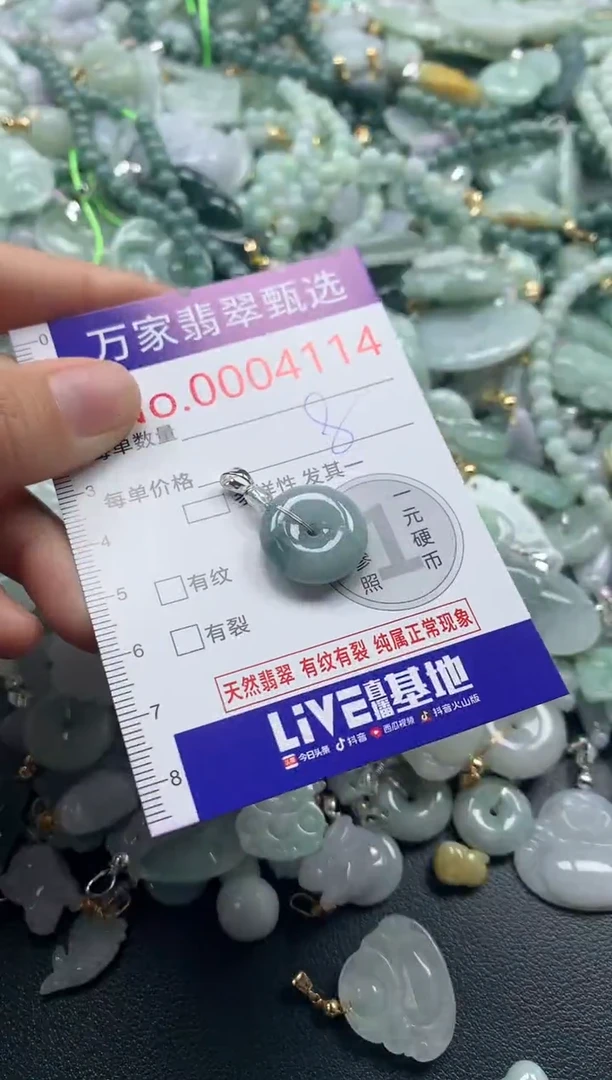 0
万家翡翠甄选
No.0004114
每单数量
8
3
每单价格
样性 发其一
4
一元硬币
1
参照
5
有纹
6
有裂
天然翡翠 有纹有裂 纯属正常现象
7
LiVE直播基地
今日头条 抖音 西瓜视频 抖音火山版
8